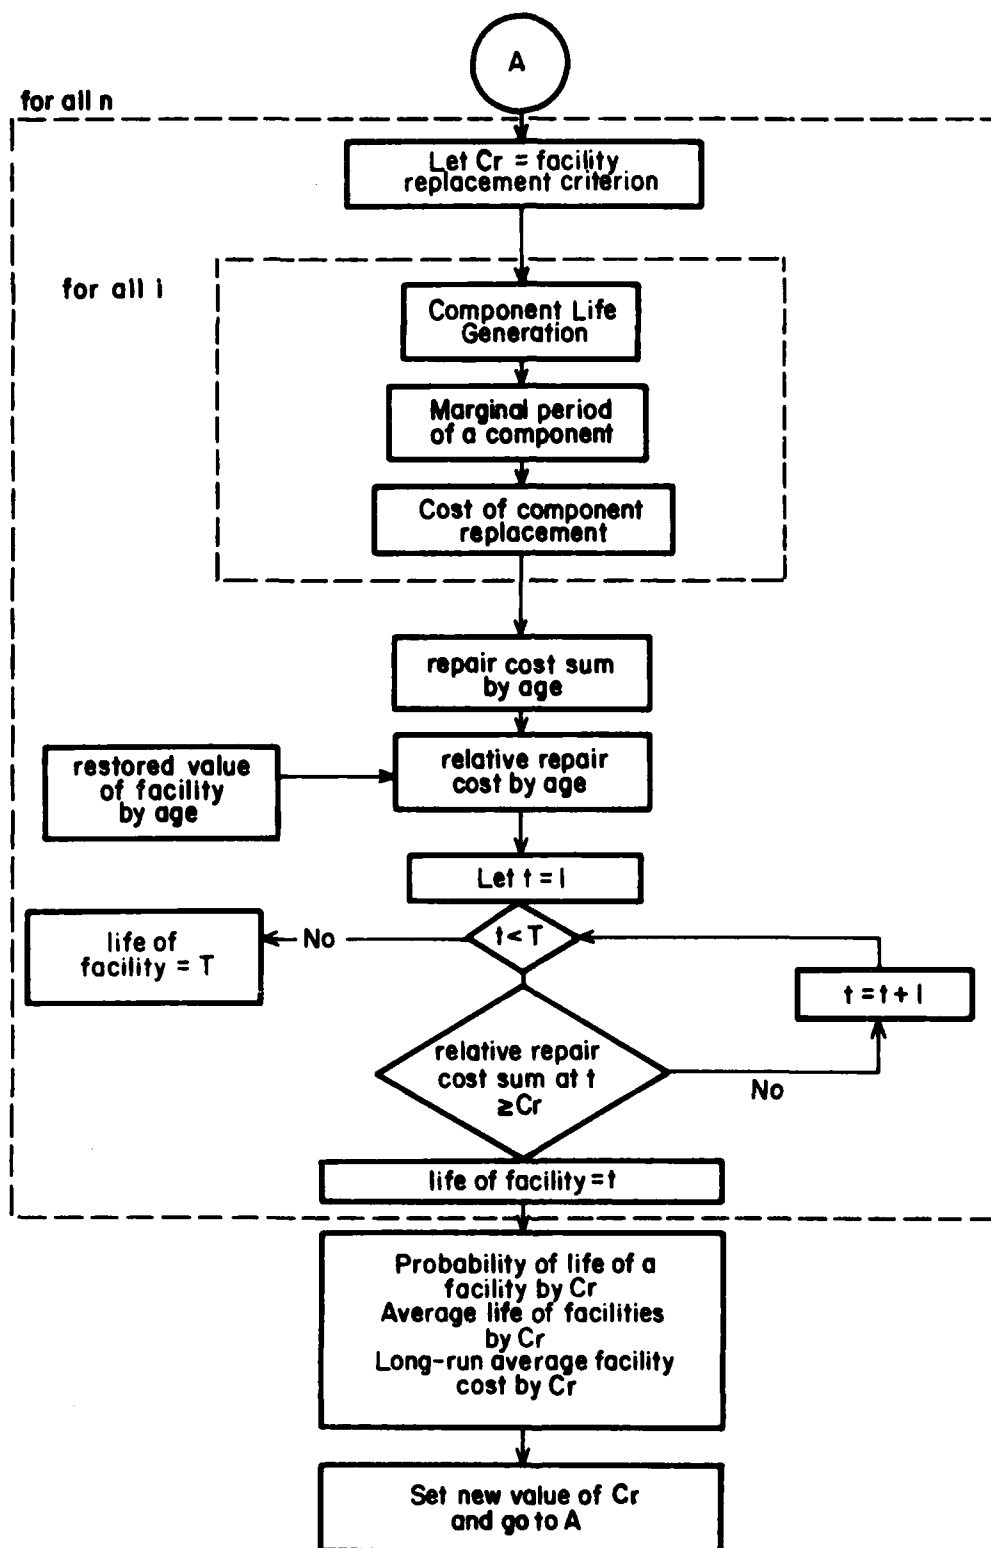 A
for all n
Let Cr = facility
replacement criterion
for all i
Component Life
Generation
Marginal period
of a component
Cost of component
replacement
repair cost sum
by age
restored value
of facility
by age
relative repair
cost by age
Let t = 1
t < T
No
life of
facility = T
t = t + 1
relative repair
cost sum at t
≥Cr
No
life of facility = t
Probability of life of a
facility by Cr
Average life of facilities
by Cr
Long-run average facility
cost by Cr
Set new value of Cr
and go to A